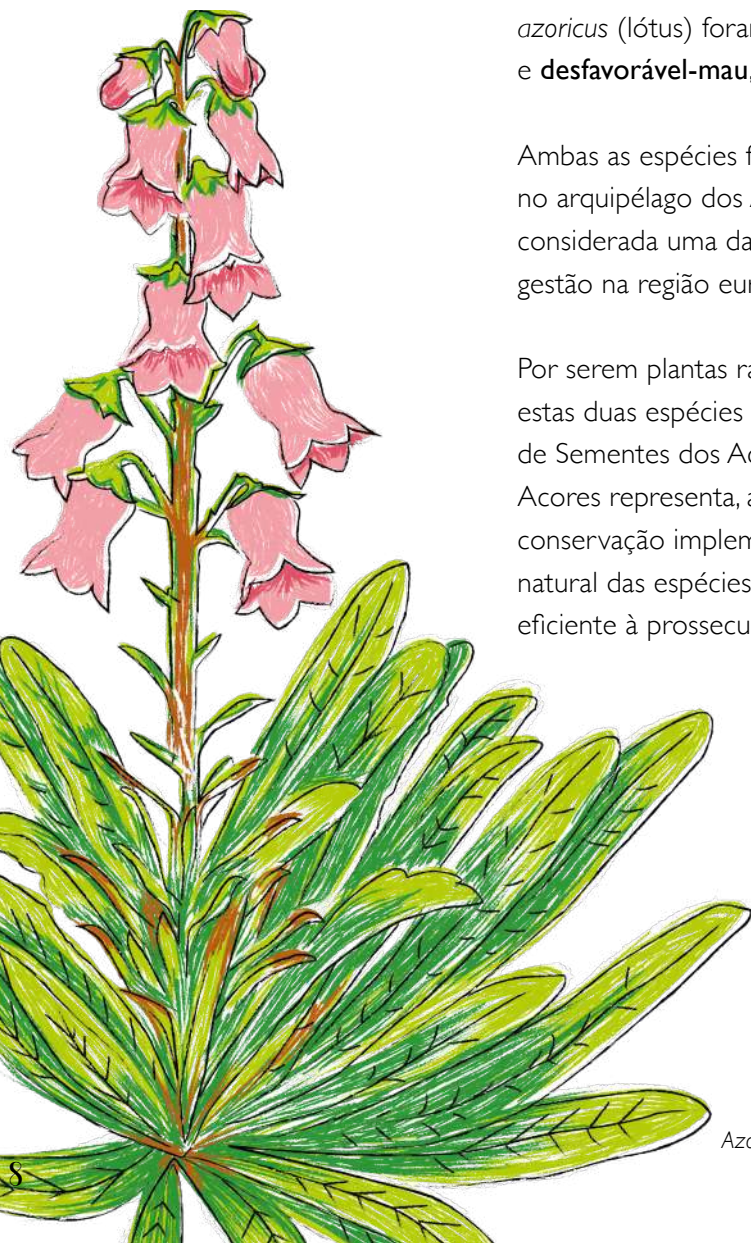 azoricus (lótus) foram
e desfavorável-mau,
Ambas as espécies f
no arquipélago dos
considerada uma da
gestão na região eur
Por serem plantas ra
estas duas espécies
de Sementes dos Aç
Acores representa, a
conservação implem
natural das espécies
eficiente à prossecu
Azo
8